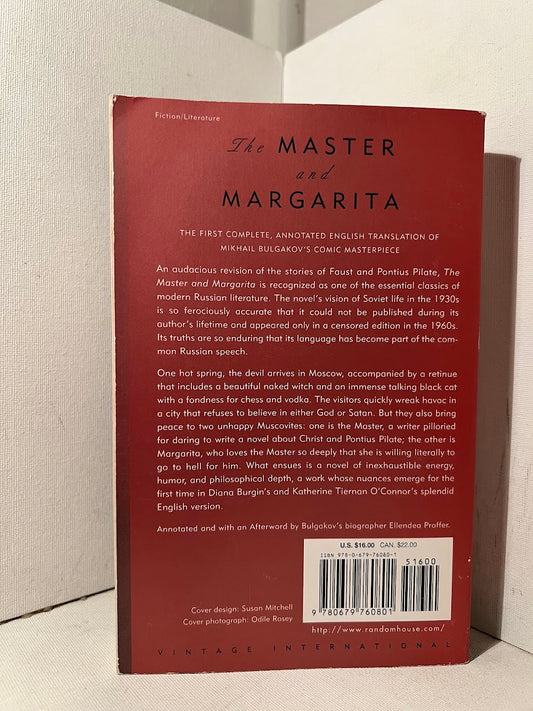 Fiction/Literature
The MASTER
and
MARGARITA
THE FIRST COMPLETE, ANNOTATED ENGLISH TRANSLATION OF
MIKHAIL BULGAKOV'S COMIC MASTERPIECE
An audacious revision of the stories of Faust and Pontius Pilate, The
Master and Margarita is recognized as one of the essential classics of
modern Russian literature. The novel's vision of Soviet life in the 1930s
is so ferociously accurate that it could not be published during its
author's lifetime and appeared only in a censored edition in the 1960s.
Its truths are so enduring that its language has become part of the com-
mon Russian speech.
One hot spring, the devil arrives in Moscow, accompanied by a retinue
that includes a beautiful naked witch and an immense talking black cat
with a fondness for chess and vodka. The visitors quickly wreak havoc in
a city that refuses to believe in either God or Satan. But they also bring
peace to two unhappy Muscovites: one is the Master, a writer pilloried
for daring to write a novel about Christ and Pontius Pilate; the other is
Margarita, who loves the Master so deeply that she is willing literally to
go to hell for him. What ensues is a novel of inexhaustible energy,
humor, and philosophical depth, a work whose nuances emerge for the
first time in Diana Burgin's and Katherine Tiernan O'Connor's splendid
English version.
Annotated and with an Afterword by Bulgakov's biographer Ellendea Proffer.
U.S. $16.00 CAN. $22.00
ISBN 978-0-679-76080-1
51600
9 780679 760801
Cover design: Susan Mitchell
Cover photograph: Odile Rosey
http://www.randomhouse.com/
VINTAGE INTERNATIONAL